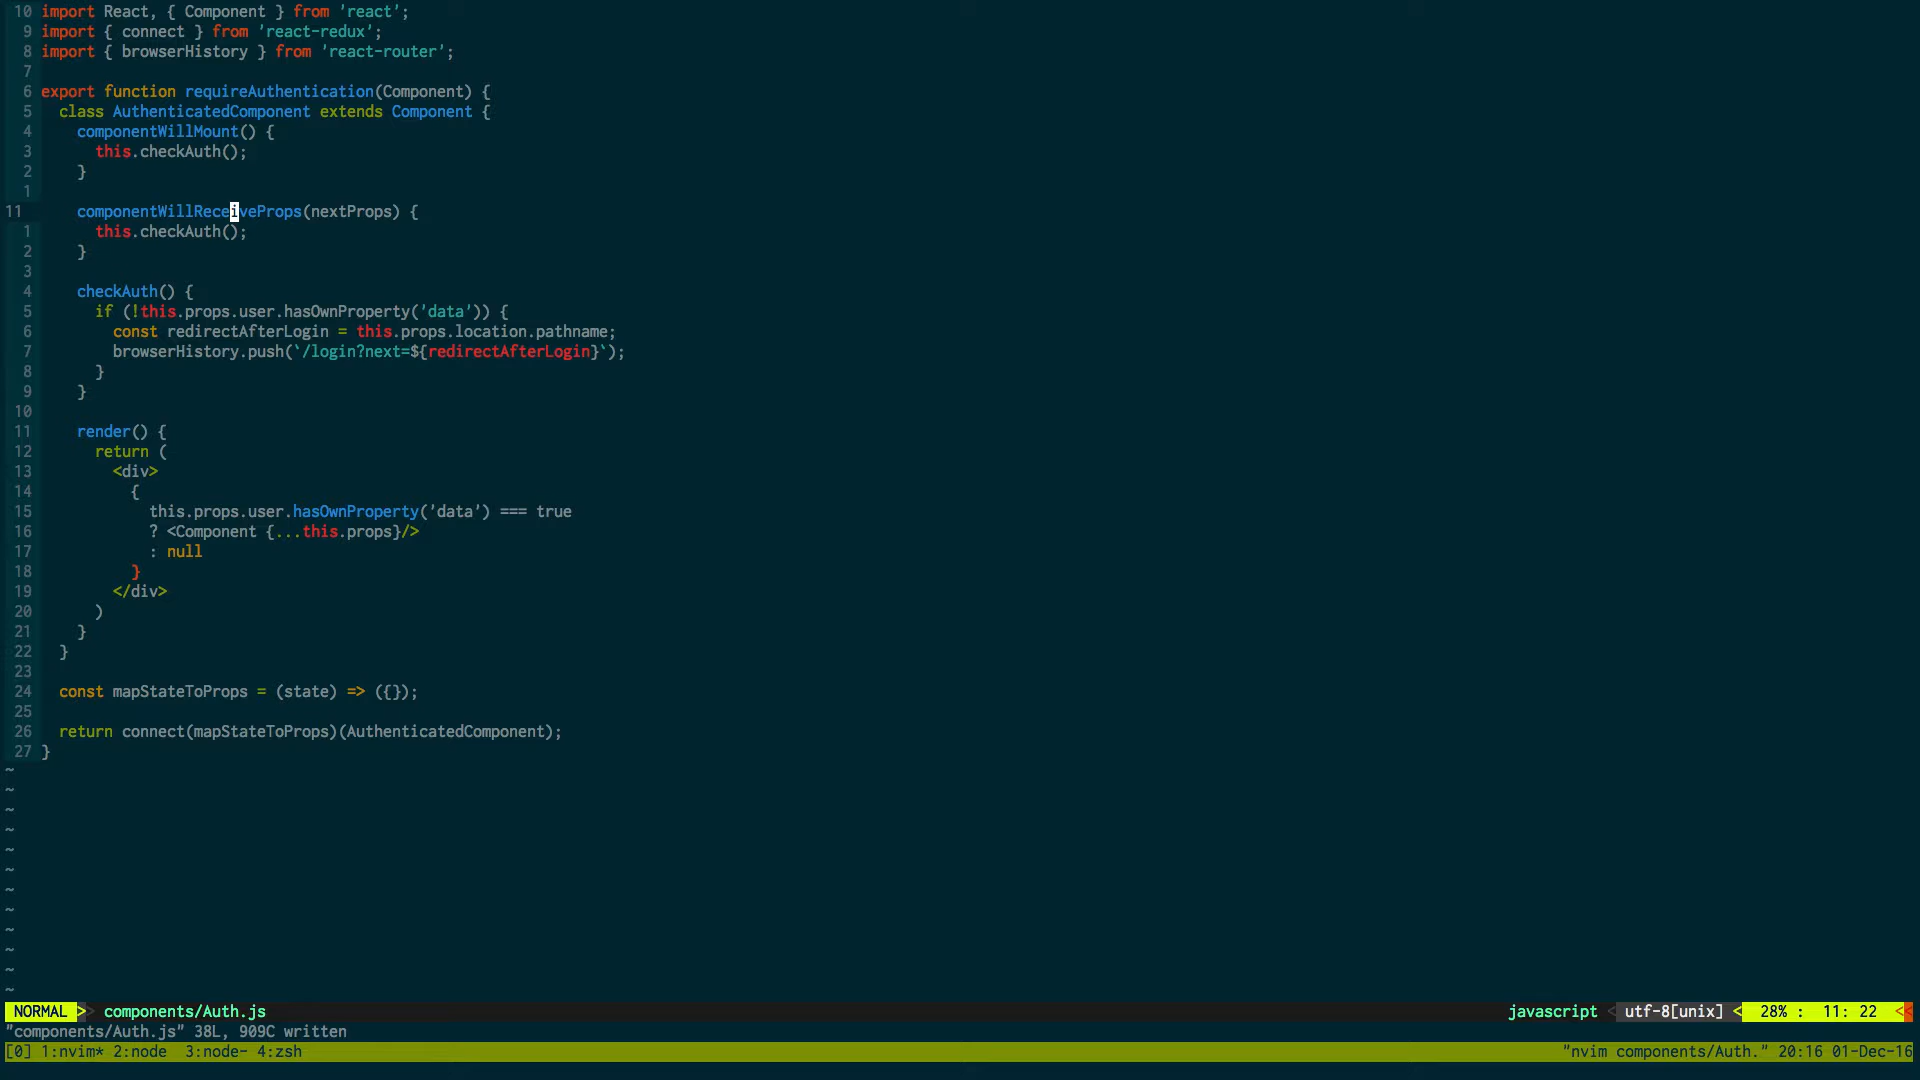 10 import React, { Component } from 'react';
9 import { connect } from 'react-redux';
8 import { browserHistory } from 'react-router';
7
6 export function requireAuthentication(Component) {
5   class AuthenticatedComponent extends Component {
4     componentWillMount() {
3       this.checkAuth();
2     }
1
11     componentWillReceiveProps(nextProps) {
1       this.checkAuth();
2     }
3
4     checkAuth() {
5       if (!this.props.user.hasOwnProperty('data')) {
6         const redirectAfterLogin = this.props.location.pathname;
7         browserHistory.push(`/login?next=${redirectAfterLogin}`);
8       }
9     }
10
11     render() {
12       return (
13         <div>
14           {
15             this.props.user.hasOwnProperty('data') === true
16             ? <Component {...this.props}/>
17             : null
18           }
19         </div>
20       )
21     }
22   }
23
24   const mapStateToProps = (state) => ({});
25
26   return connect(mapStateToProps)(AuthenticatedComponent);
27 }
~
~
~
~
~
~
~
~
~
~
~
~
NORMAL > > components/Auth.js javascript < utf-8[unix] < 28% : 11: 22 <<
"components/Auth.js" 38L, 909C written
[0] 1:nvim* 2:node 3:node- 4:zsh "nvim components/Auth." 20:16 01-Dec-16